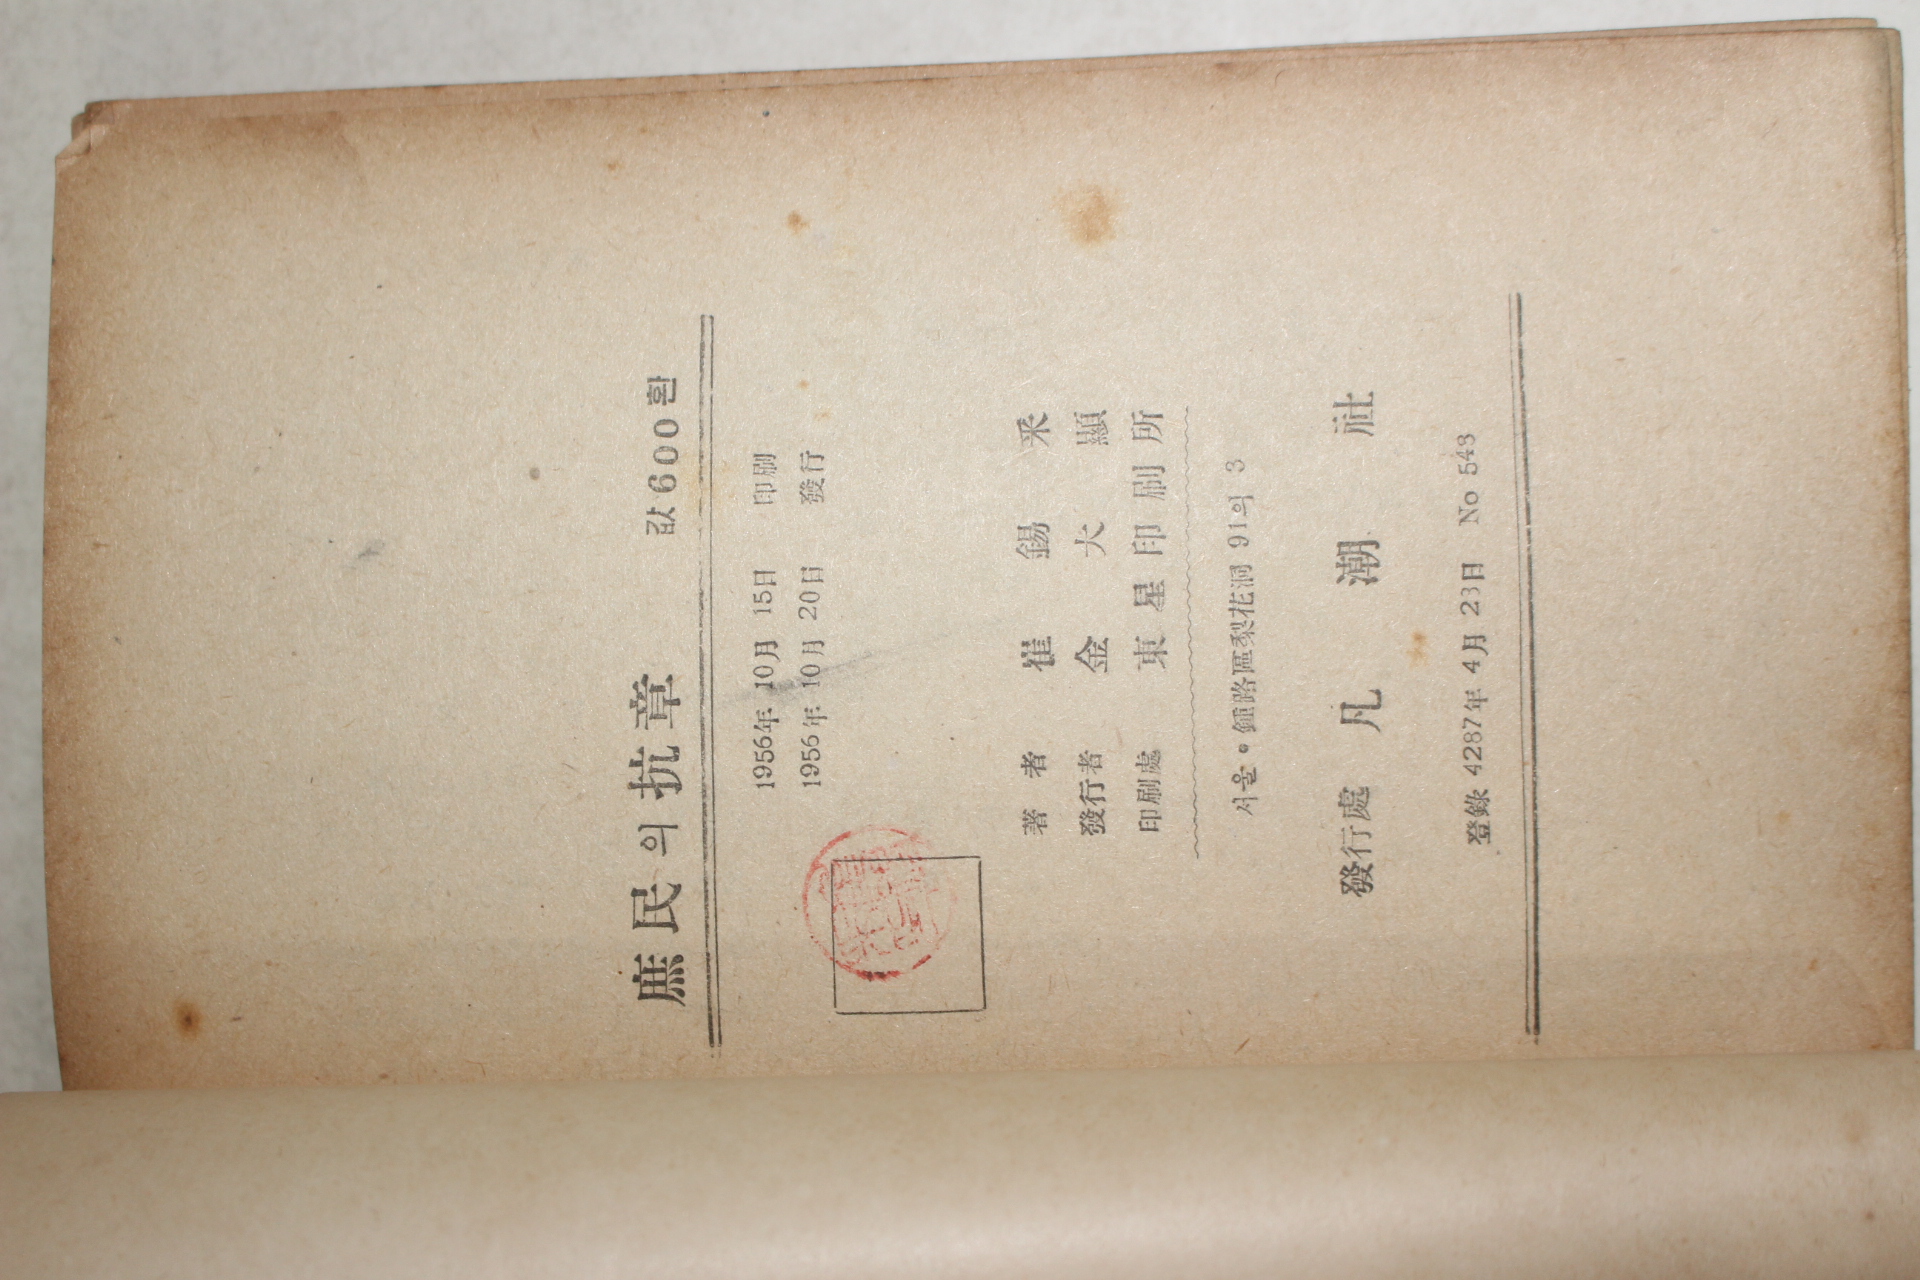 庶民의抗章 값600환
1956年 10月 15日 印刷
1956年 10月 20日 發行
著者 崔錫采
發行者 金大顯
印刷處 東星印刷所
서울•鍾路區梨花洞 91의 3
發行處 凡潮社
登錄 4287年 4月 23日 No 543